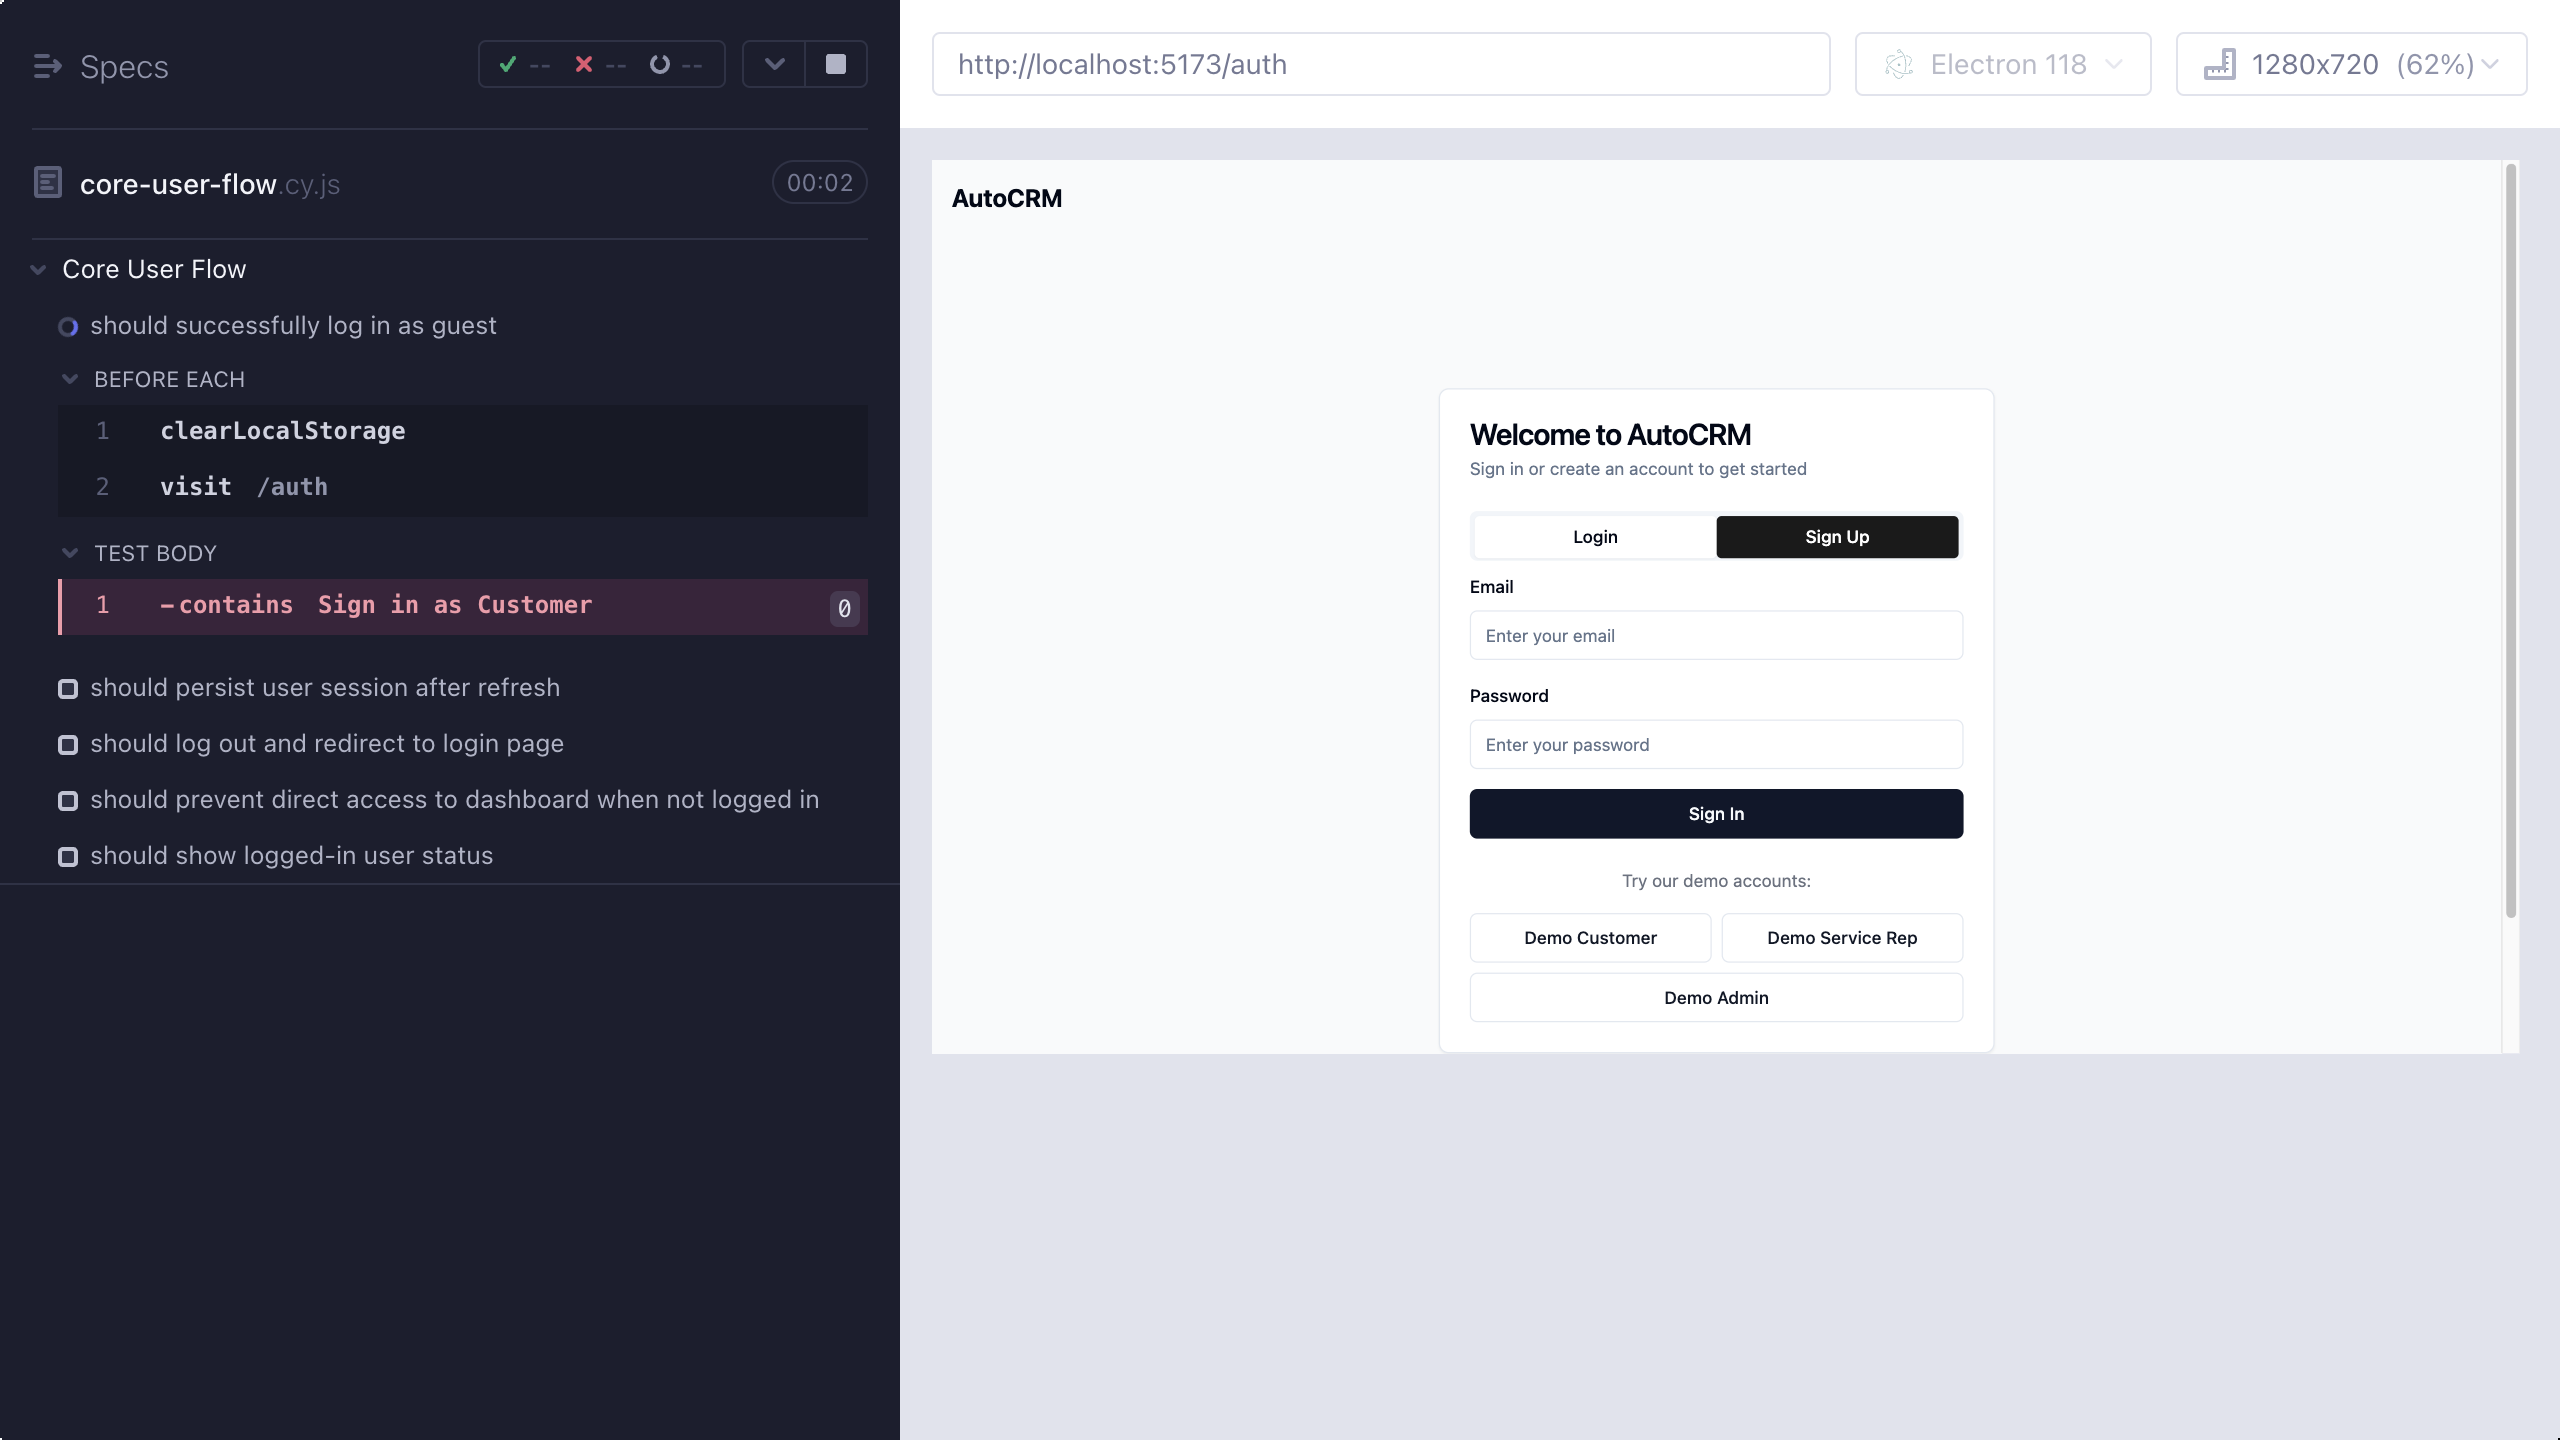 Specs
-- -- --
core-user-flow.cy.js 00:02
Core User Flow
should successfully log in as guest
BEFORE EACH
1 clearLocalStorage
2 visit /auth
TEST BODY
1 -contains Sign in as Customer 0
should persist user session after refresh
should log out and redirect to login page
should prevent direct access to dashboard when not logged in
should show logged-in user status
http://localhost:5173/auth
Electron 118
1280x720 (62%)
AutoCRM
Welcome to AutoCRM
Sign in or create an account to get started
Login Sign Up
Email
Enter your email
Password
Enter your password
Sign In
Try our demo accounts:
Demo Customer Demo Service Rep
Demo Admin